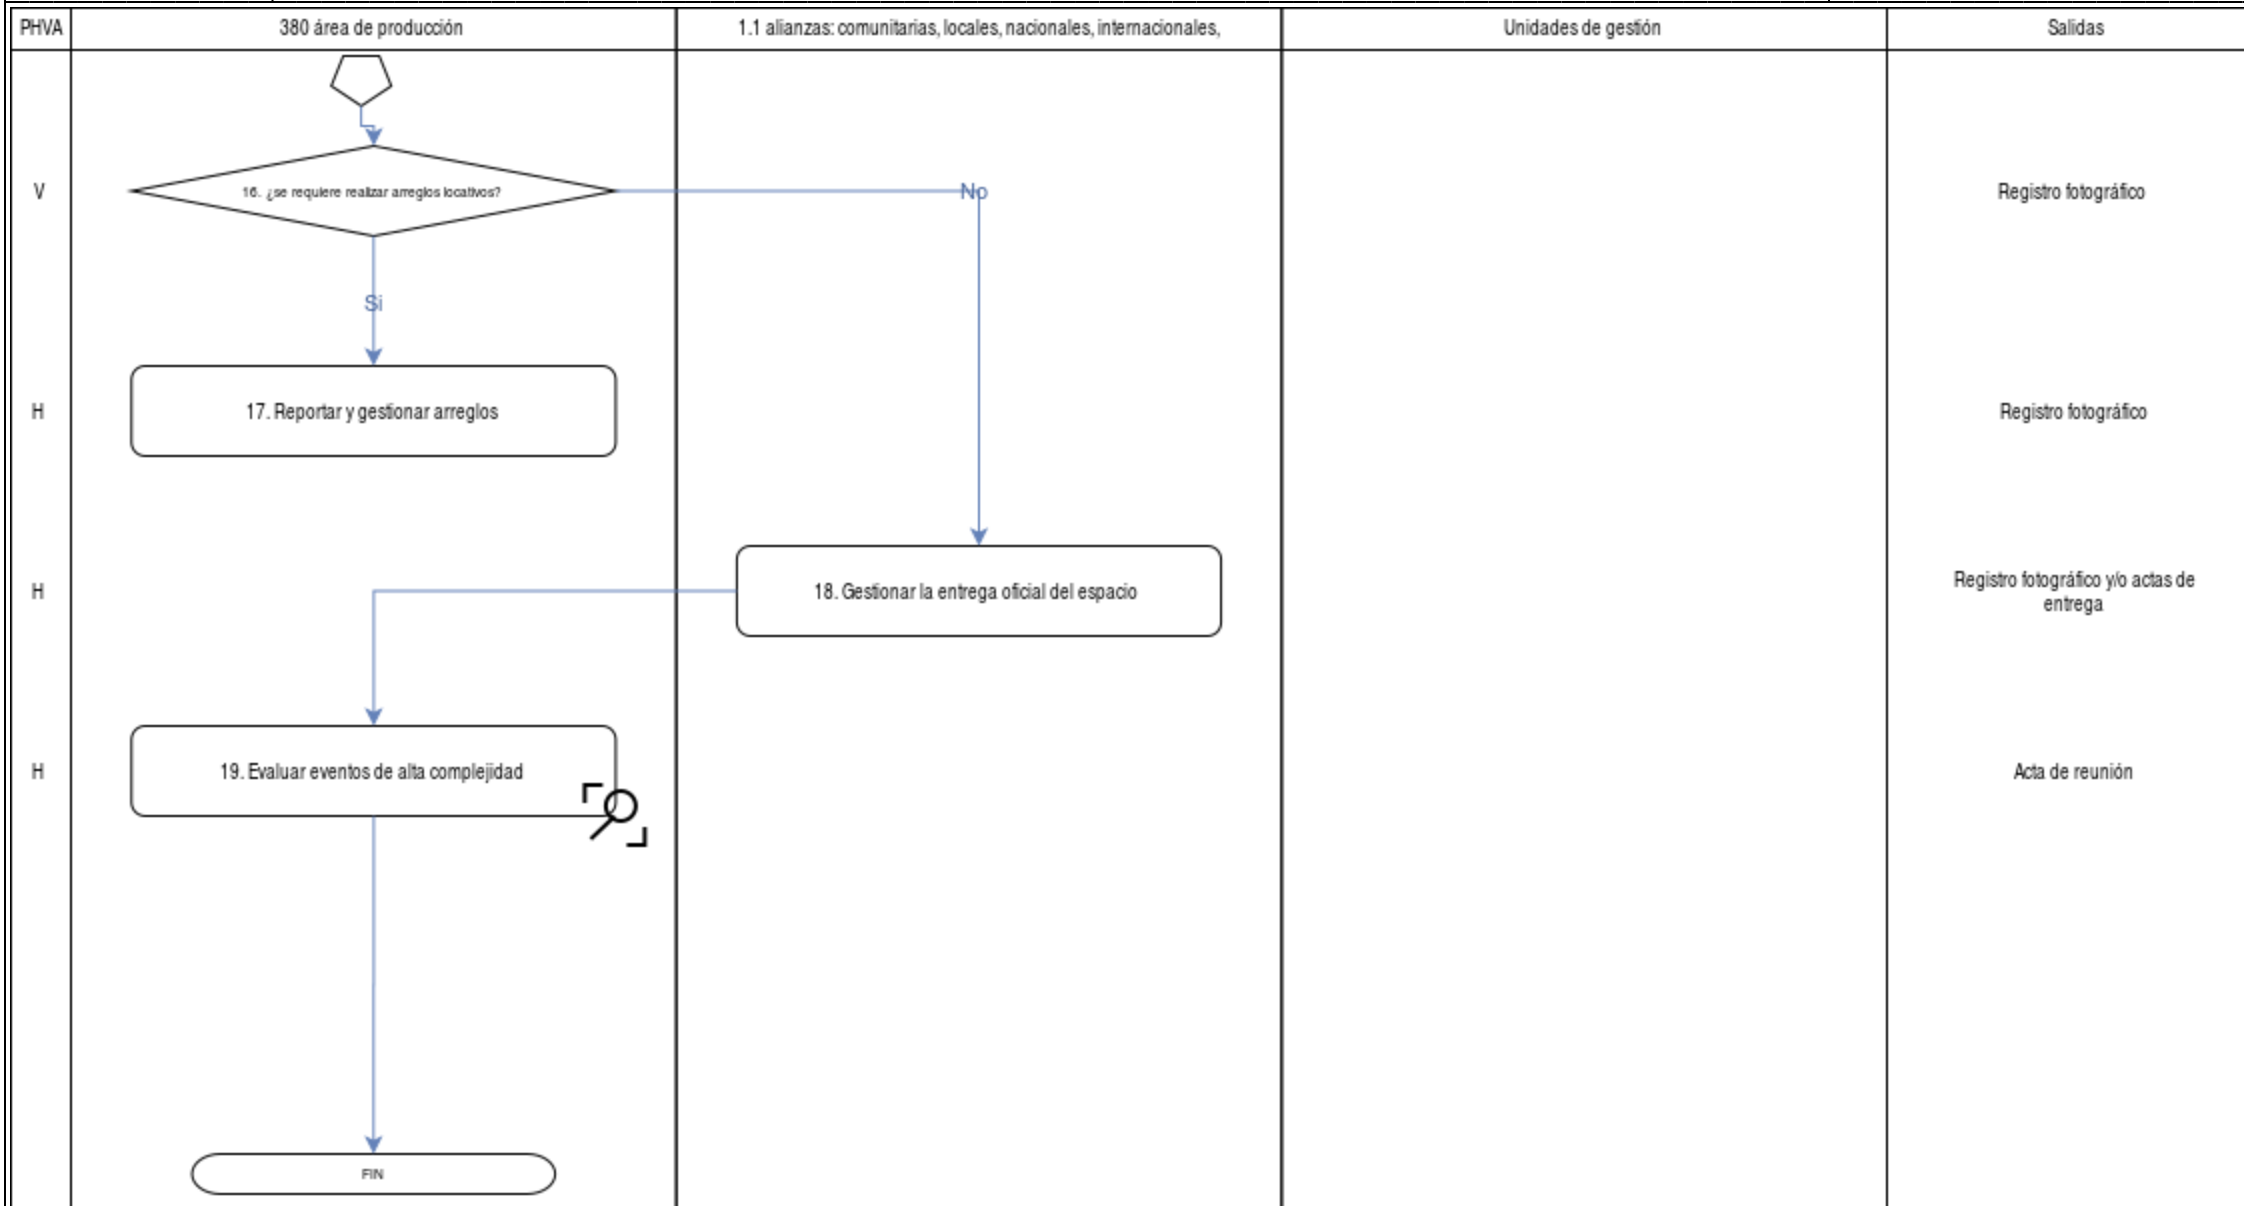 PHVA
380 área de producción
1.1 alianzas: comunitarias, locales, nacionales, internacionales,
Unidades de gestión
Salidas
V
16. ¿se requiere realizar arreglos locativos?
No
Registro fotográfico
Si
H
17. Reportar y gestionar arreglos
Registro fotográfico
H
18. Gestionar la entrega oficial del espacio
Registro fotográfico y/o actas de
entrega
H
19. Evaluar eventos de alta complejidad
Acta de reunión
FIN